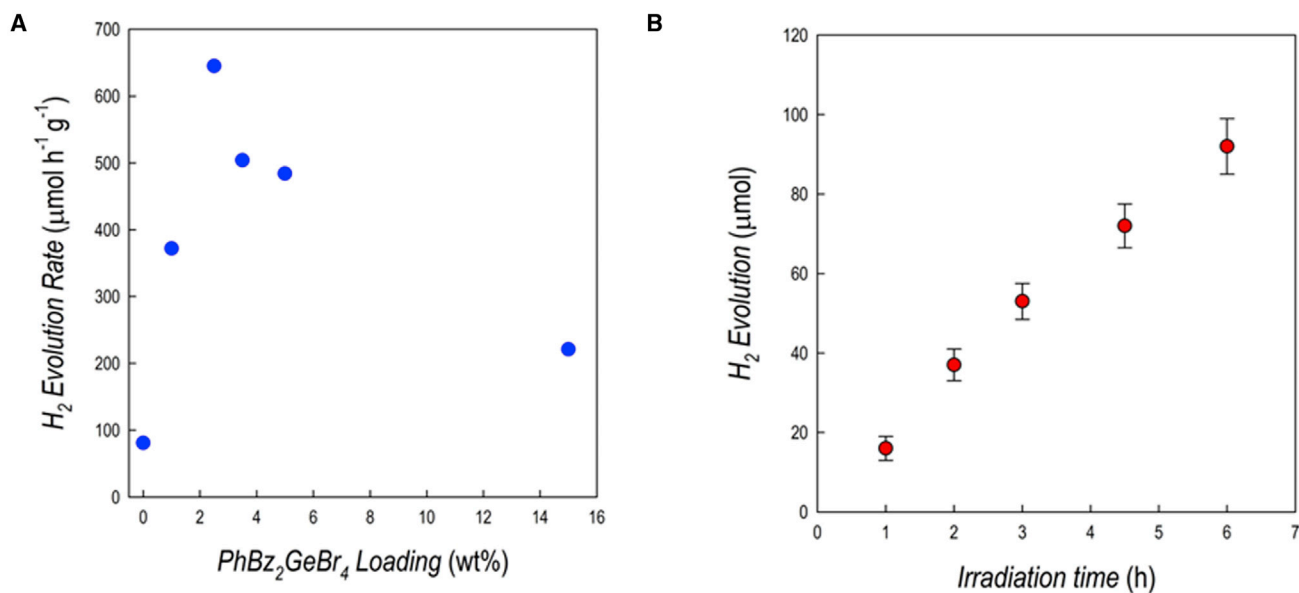 A
700
600
500
400
300
200
100
0
H₂ Evolution Rate (μmol h⁻¹ g⁻¹)
0 2 4 6 8 10 12 14 16
PhBz₂GeBr₄ Loading (wt%)
B
120
100
80
60
40
20
0
H₂ Evolution (μmol)
0 1 2 3 4 5 6 7
Irradiation time (h)